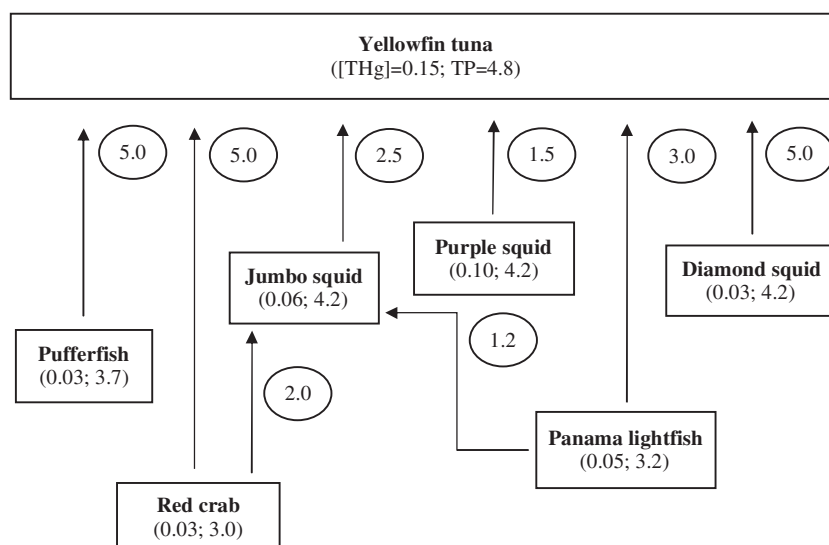 Yellowfin tuna
([THg]=0.15; TP=4.8)
5.0
5.0
2.5
1.5
3.0
5.0
Purple squid
(0.10; 4.2)
Diamond squid
(0.03; 4.2)
Jumbo squid
(0.06; 4.2)
1.2
Pufferfish
(0.03; 3.7)
2.0
Panama lightfish
(0.05; 3.2)
Red crab
(0.03; 3.0)